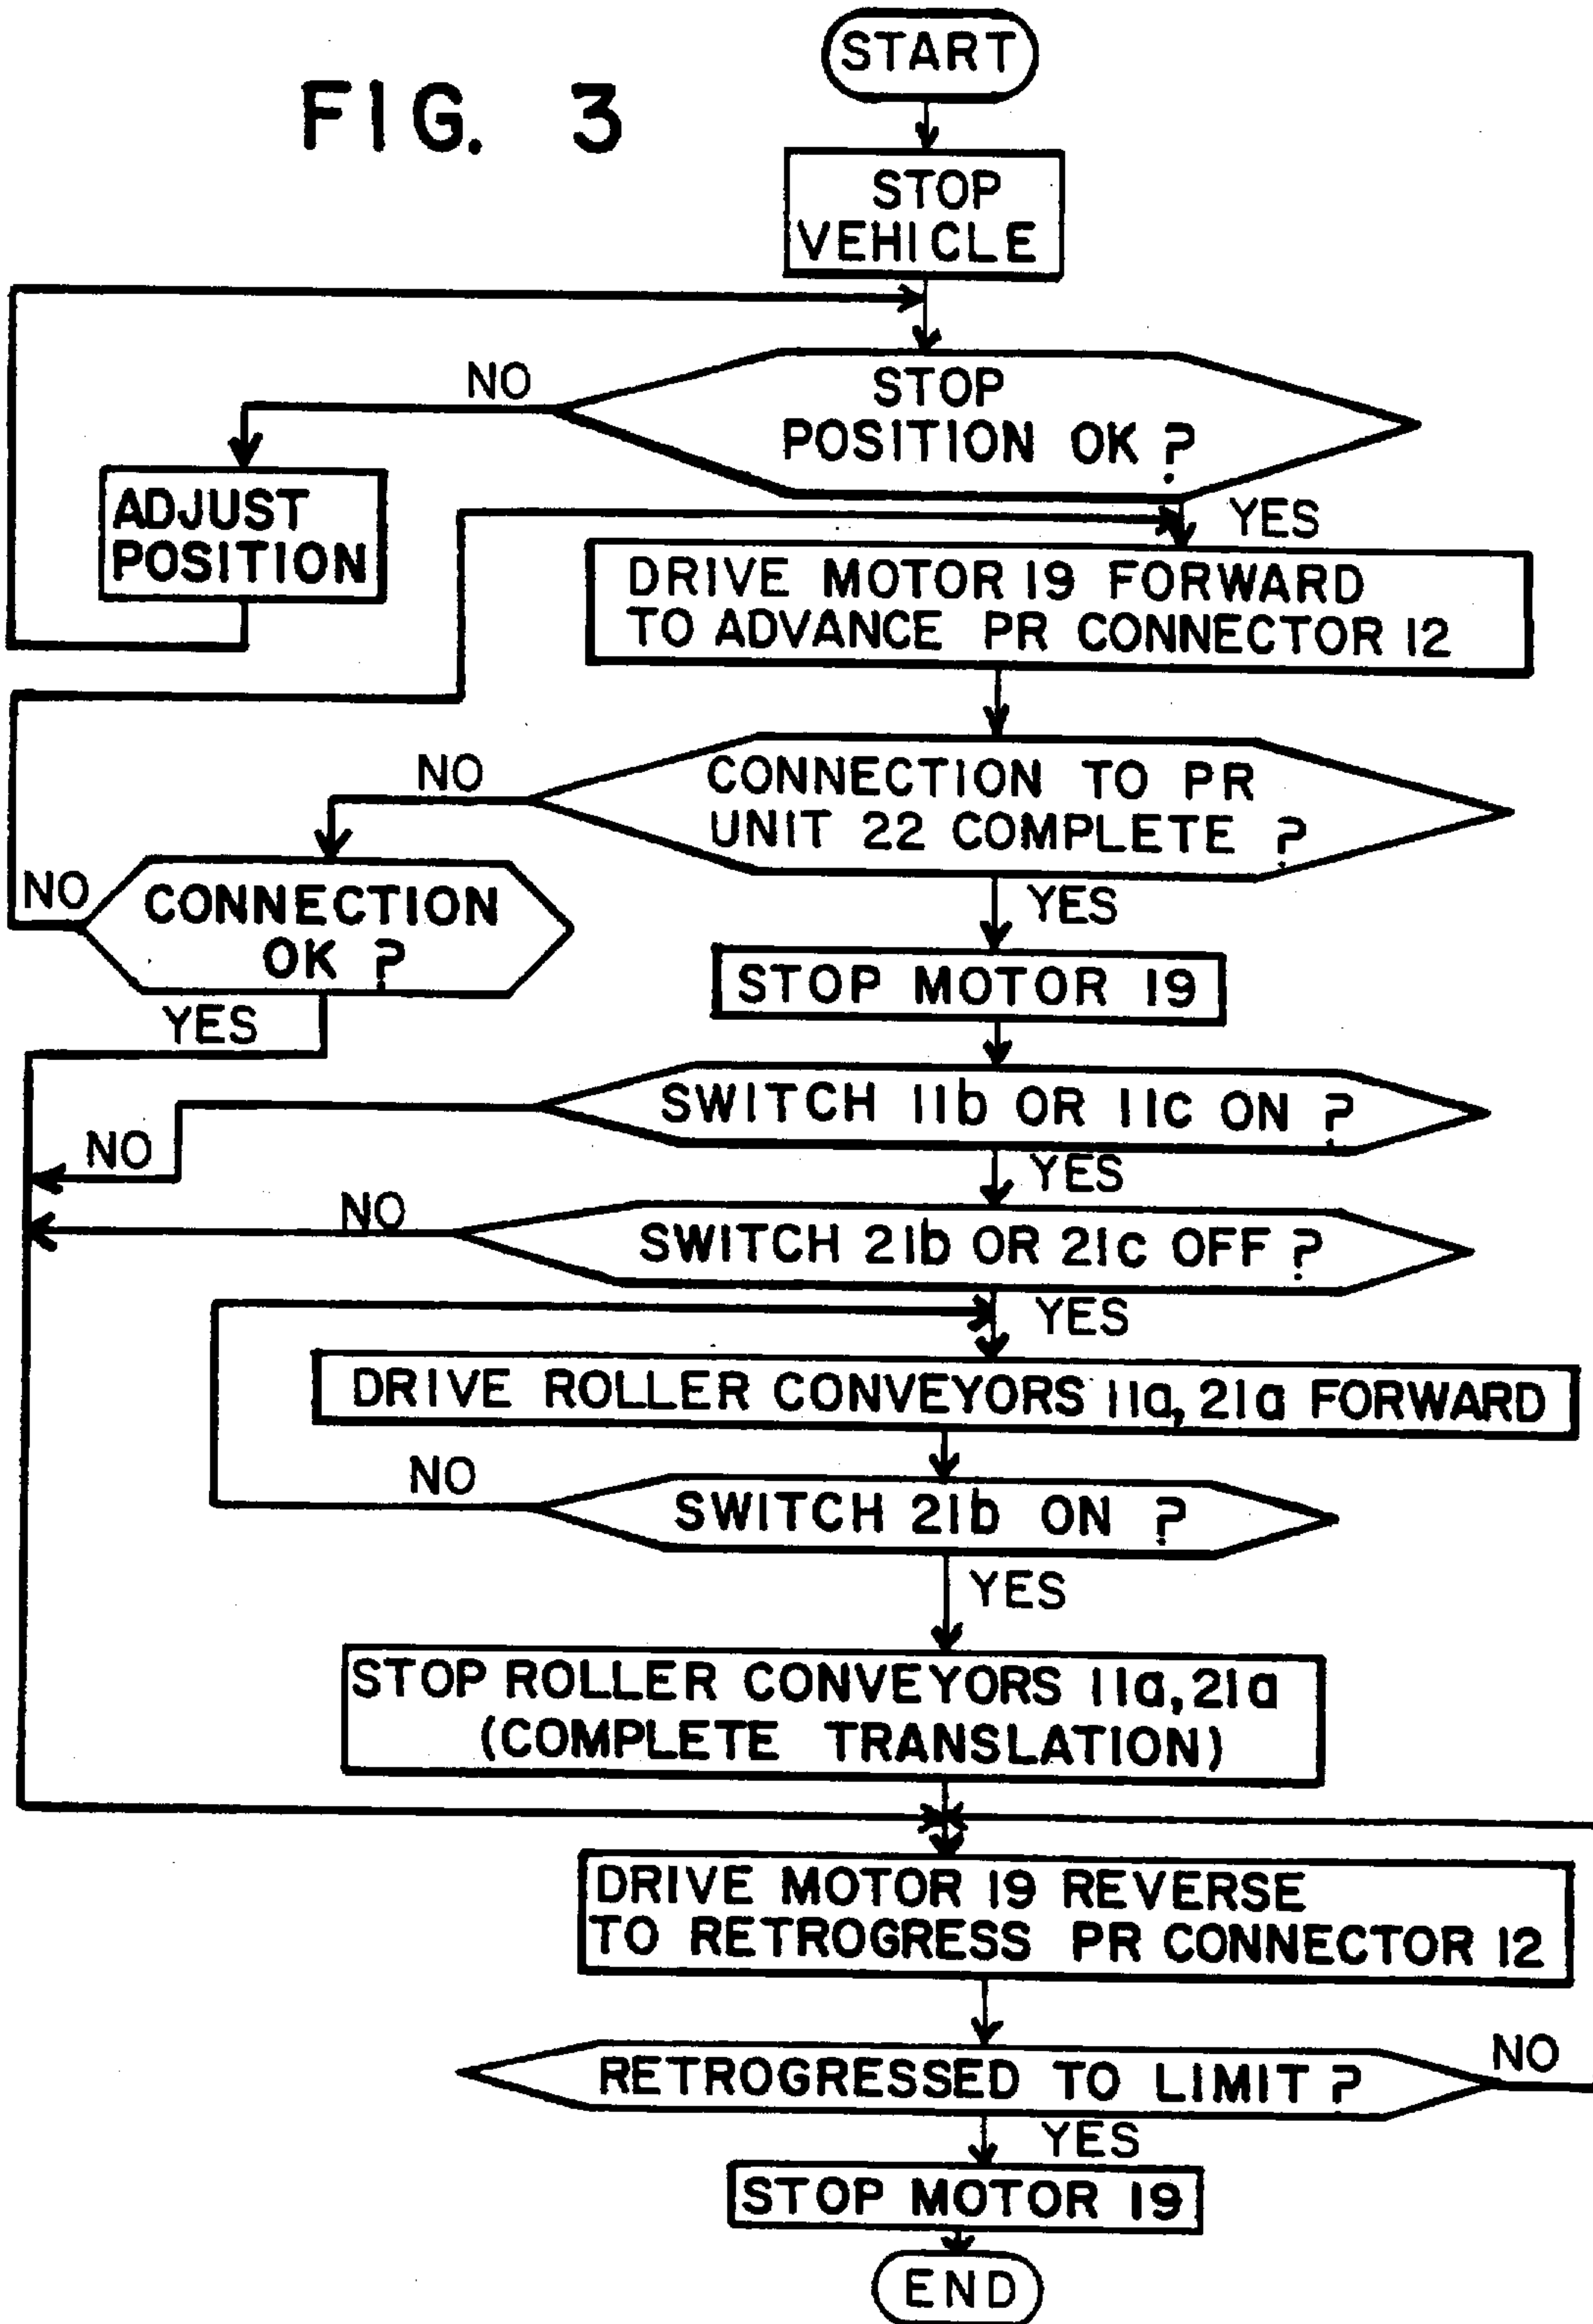 FIG. 3
START
STOP
VEHICLE
NO
STOP
POSITION OK ?
ADJUST
POSITION
YES
DRIVE MOTOR 19 FORWARD
TO ADVANCE PR CONNECTOR 12
NO
CONNECTION TO PR
UNIT 22 COMPLETE ?
NO
CONNECTION
OK ?
YES
YES
STOP MOTOR 19
SWITCH 11b OR 11c ON ?
NO
YES
NO
SWITCH 21b OR 21c OFF ?
YES
DRIVE ROLLER CONVEYORS 11a, 21a FORWARD
NO
SWITCH 21b ON ?
YES
STOP ROLLER CONVEYORS 11a, 21a
(COMPLETE TRANSLATION)
DRIVE MOTOR 19 REVERSE
TO RETROGRESS PR CONNECTOR 12
RETROGRESSED TO LIMIT ?
NO
YES
STOP MOTOR 19
END